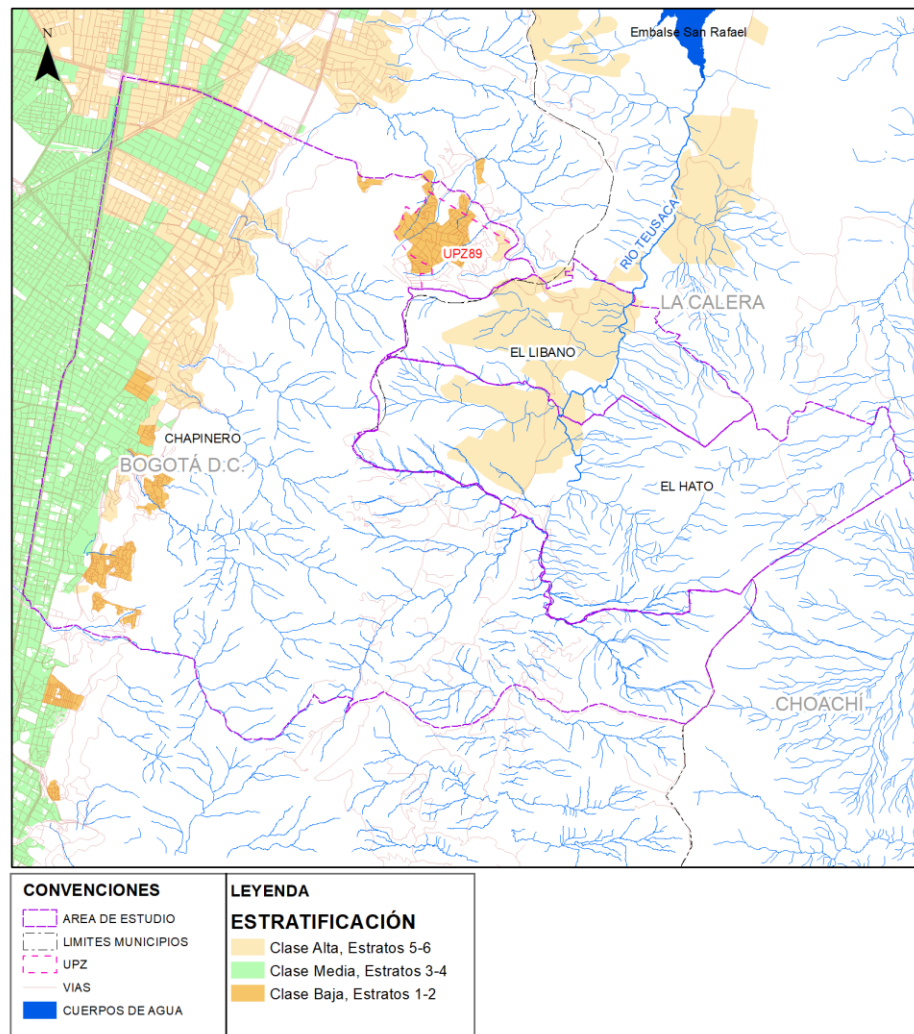 N
Embalse San Rafael
RIO TEUSACA
UPZ89
LA CALERA
EL LIBANO
CHAPINERO
BOGOTÁ D.C.
EL HATO
CHOACHÍ
CONVENCIONES
AREA DE ESTUDIO
LIMITES MUNICIPIOS
UPZ
VIAS
CUERPOS DE AGUA
LEYENDA
ESTRATIFICACIÓN
Clase Alta, Estratos 5-6
Clase Media, Estratos 3-4
Clase Baja, Estratos 1-2